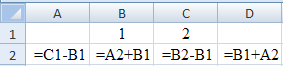 A B C D
1 1 2
2 =C1-B1 =A2+B1 =B2-B1 =B1+A2